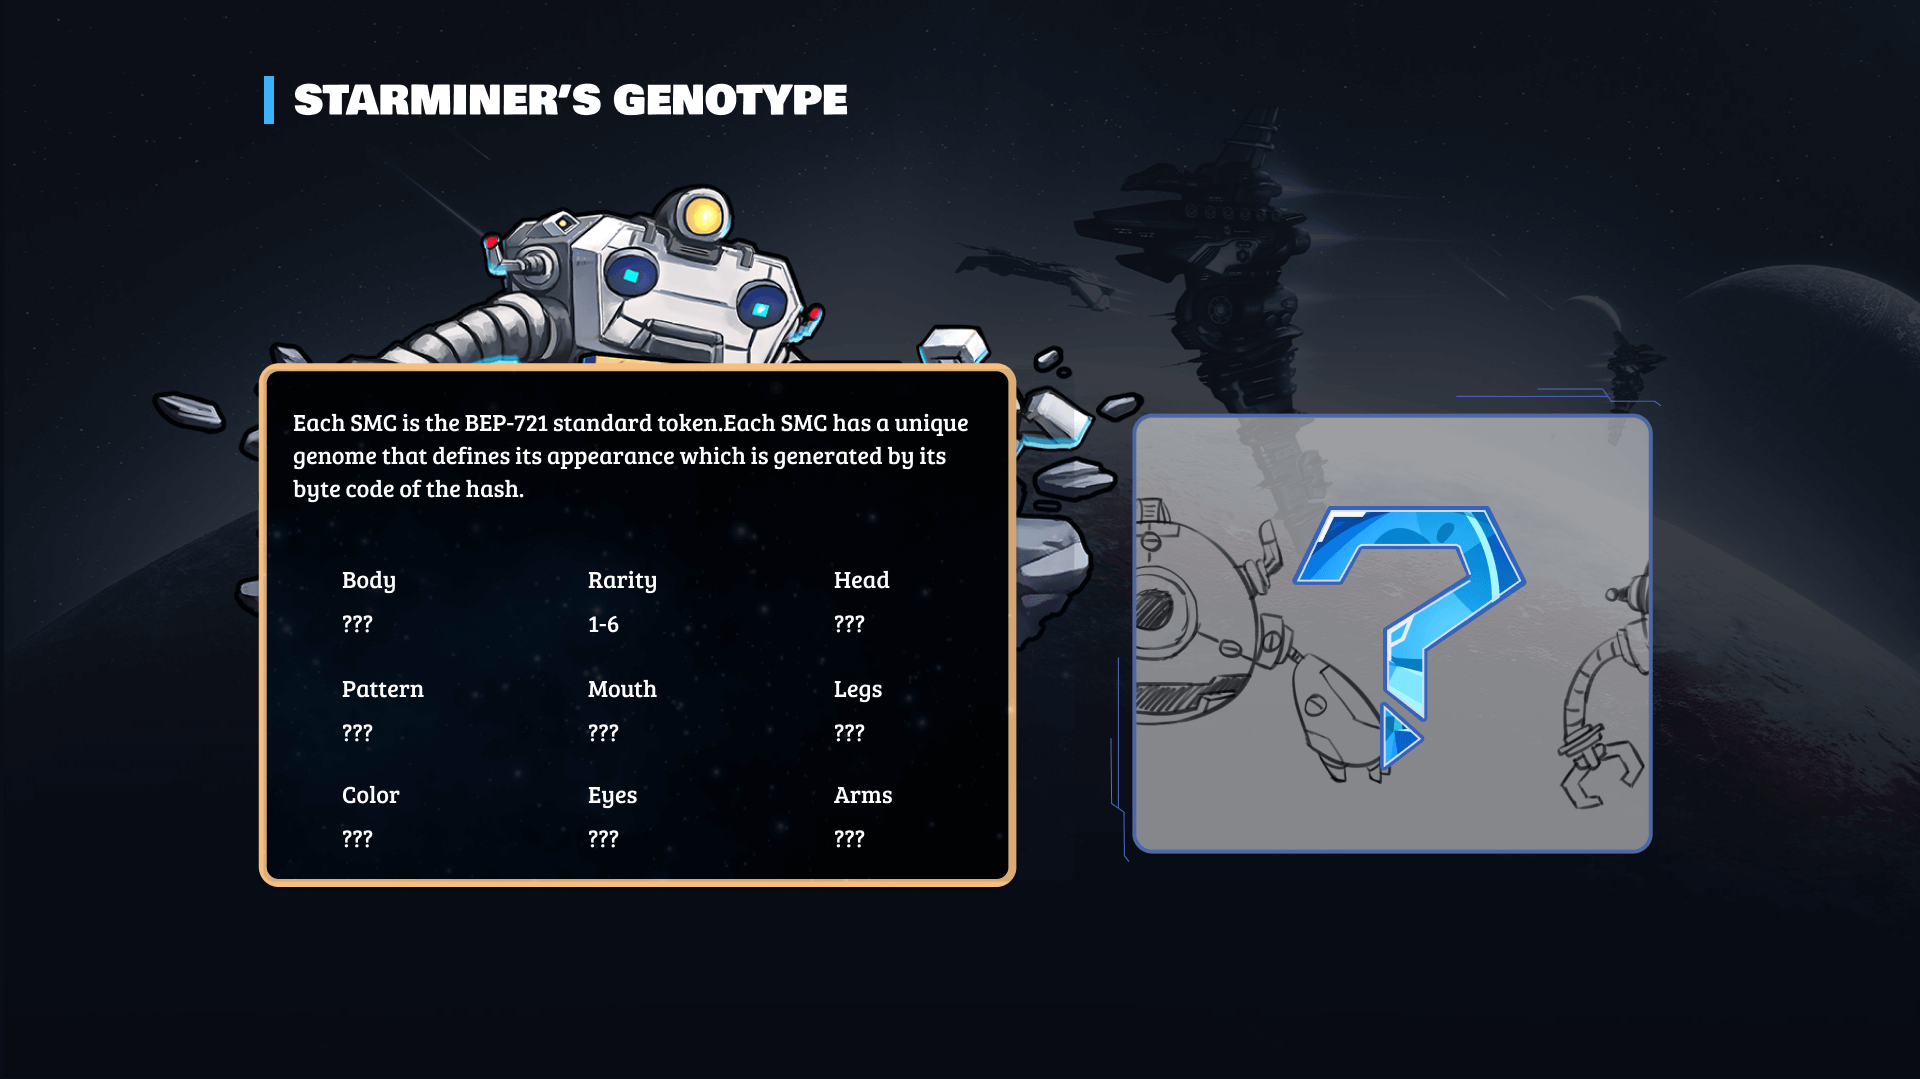 STARMINER'S GENOTYPE
Each SMC is the BEP-721 standard token.Each SMC has a unique
genome that defines its appearance which is generated by its
byte code of the hash.
Body Rarity Head
??? 1-6 ???
Pattern Mouth Legs
??? ??? ???
Color Eyes Arms
??? ??? ???
?